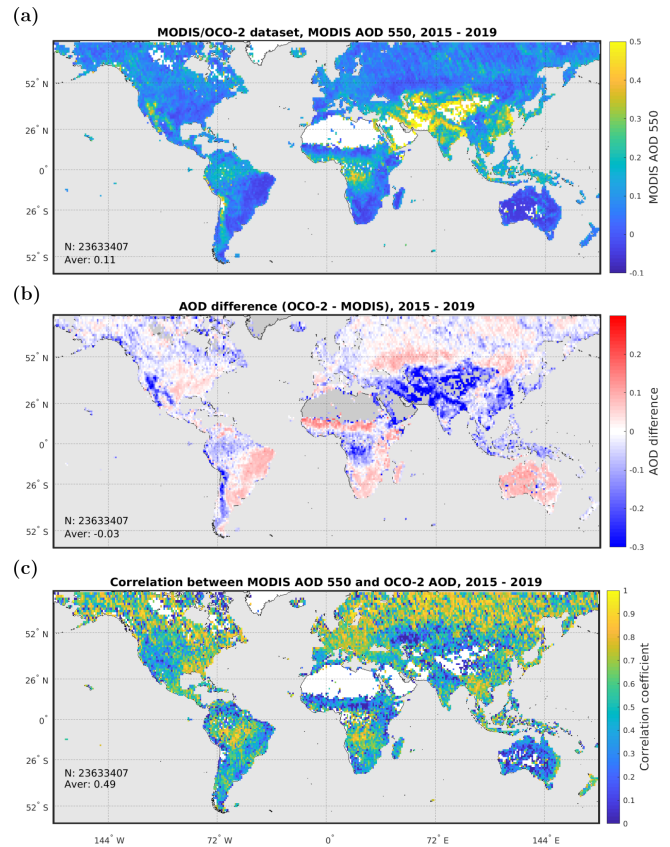 (a)
MODIS/OCO-2 dataset, MODIS AOD 550, 2015 - 2019
52° N
26° N
0°
26° S
52° S
N: 23633407
Aver: 0.11
0.5
0.4
0.3
0.2
0.1
0
-0.1
MODIS AOD 550
(b)
AOD difference (OCO-2 - MODIS), 2015 - 2019
52° N
26° N
0°
26° S
52° S
N: 23633407
Aver: -0.03
0.2
0.1
0
-0.1
-0.2
-0.3
AOD difference
(c)
Correlation between MODIS AOD 550 and OCO-2 AOD, 2015 - 2019
52° N
26° N
0°
26° S
52° S
N: 23633407
Aver: 0.49
1
0.9
0.8
0.7
0.6
0.5
0.4
0.3
0.2
0.1
0
Correlation coefficient
144° W
72° W
0°
72° E
144° E